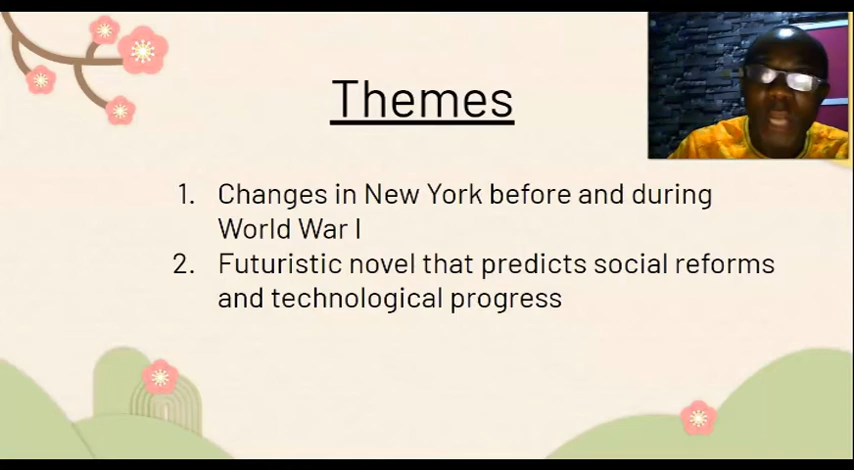 Themes
1. Changes in New York before and during
World War I
2. Futuristic novel that predicts social reforms
and technological progress